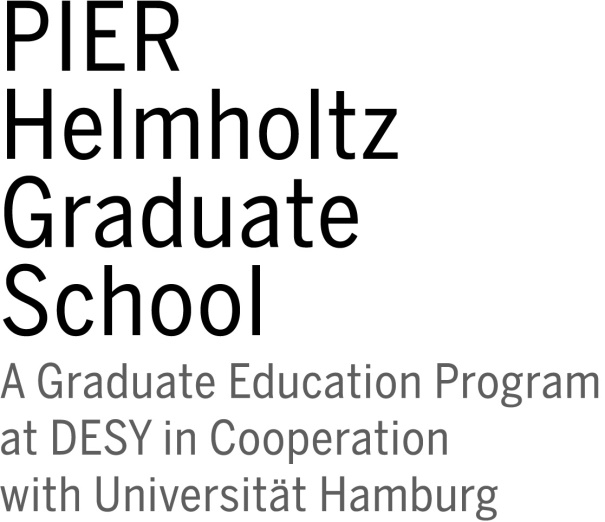 PIER
Helmholtz
Graduate
School
A Graduate Education Program
at DESY in Cooperation
with Universität Hamburg